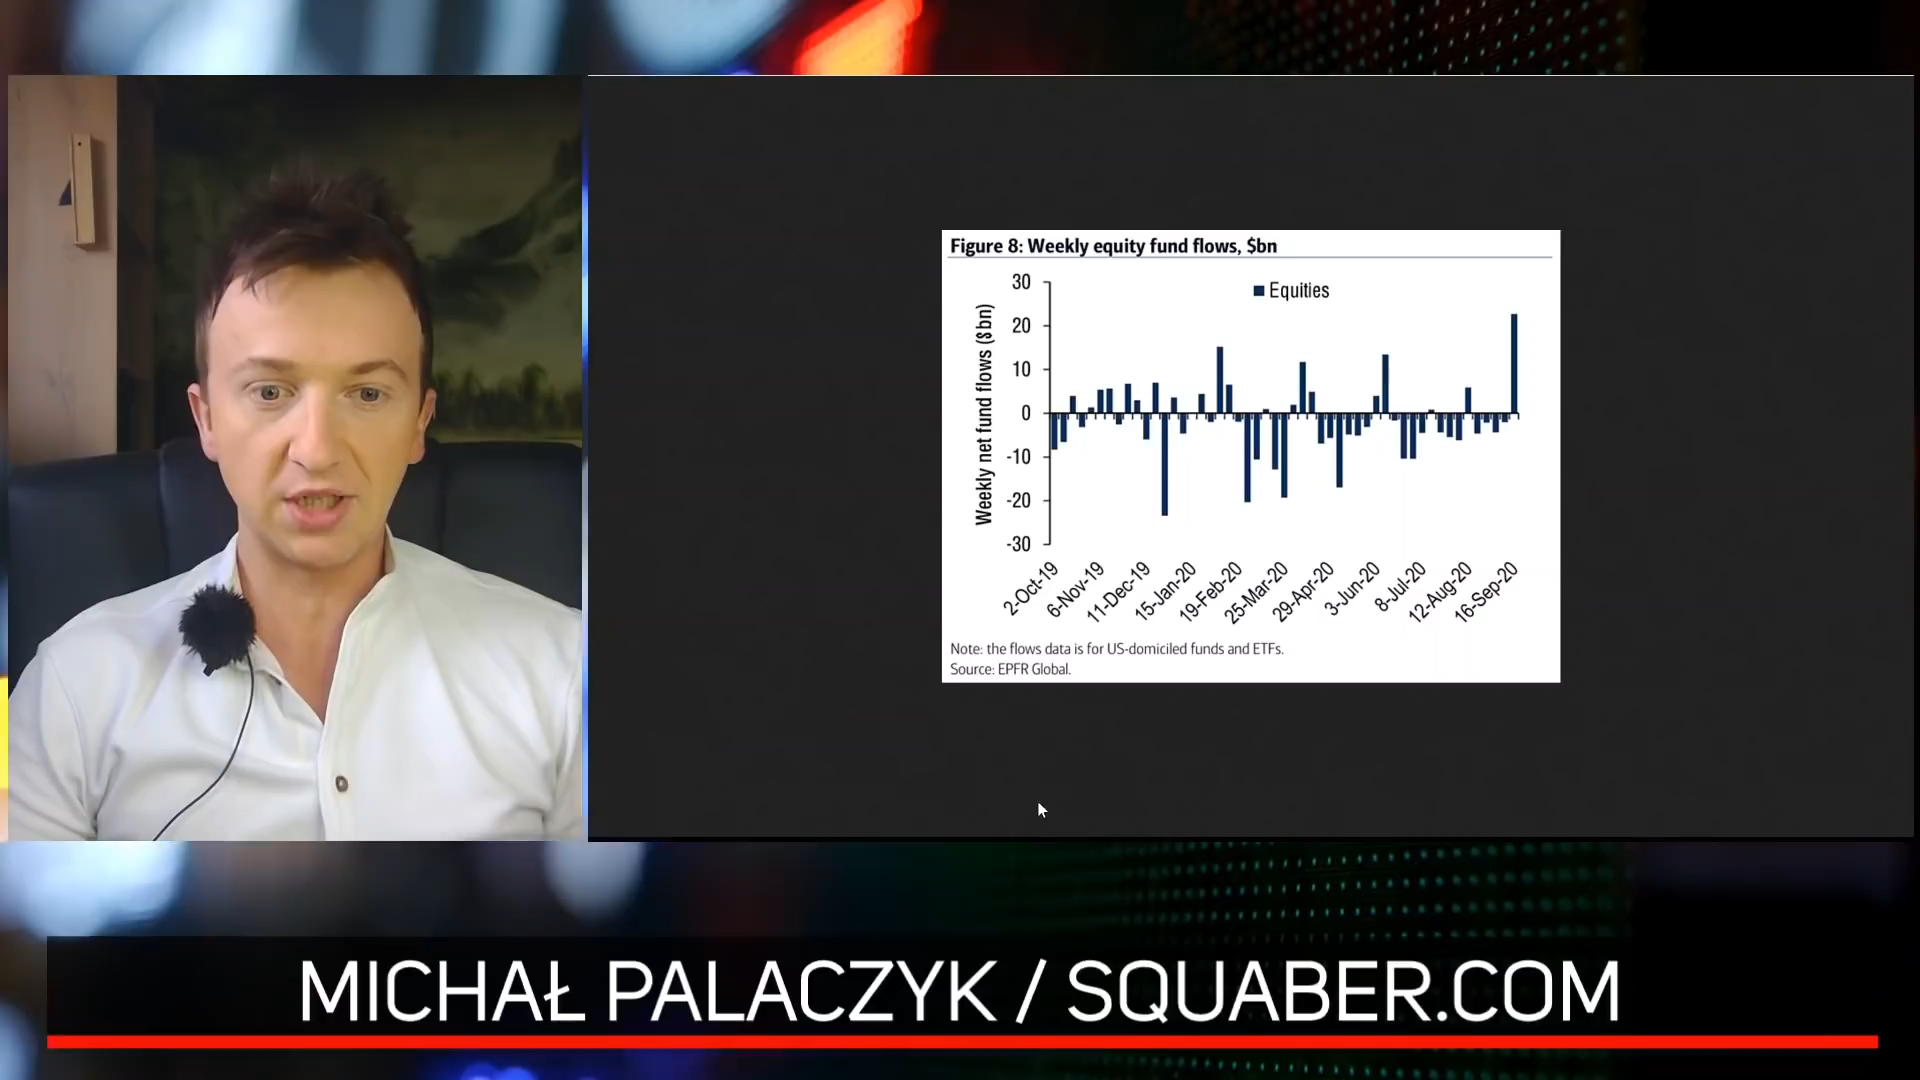 Figure 8: Weekly equity fund flows, $bn
Equities
Weekly net fund flows ($bn)
30
20
10
0
-10
-20
-30
2-Oct-19
6-Nov-19
11-Dec-19
15-Jan-20
19-Feb-20
25-Mar-20
29-Apr-20
3-Jun-20
8-Jul-20
12-Aug-20
16-Sep-20
Note: the flows data is for US-domiciled funds and ETFs.
Source: EPFR Global.
MICHAŁ PALACZYK / SQUABER.COM